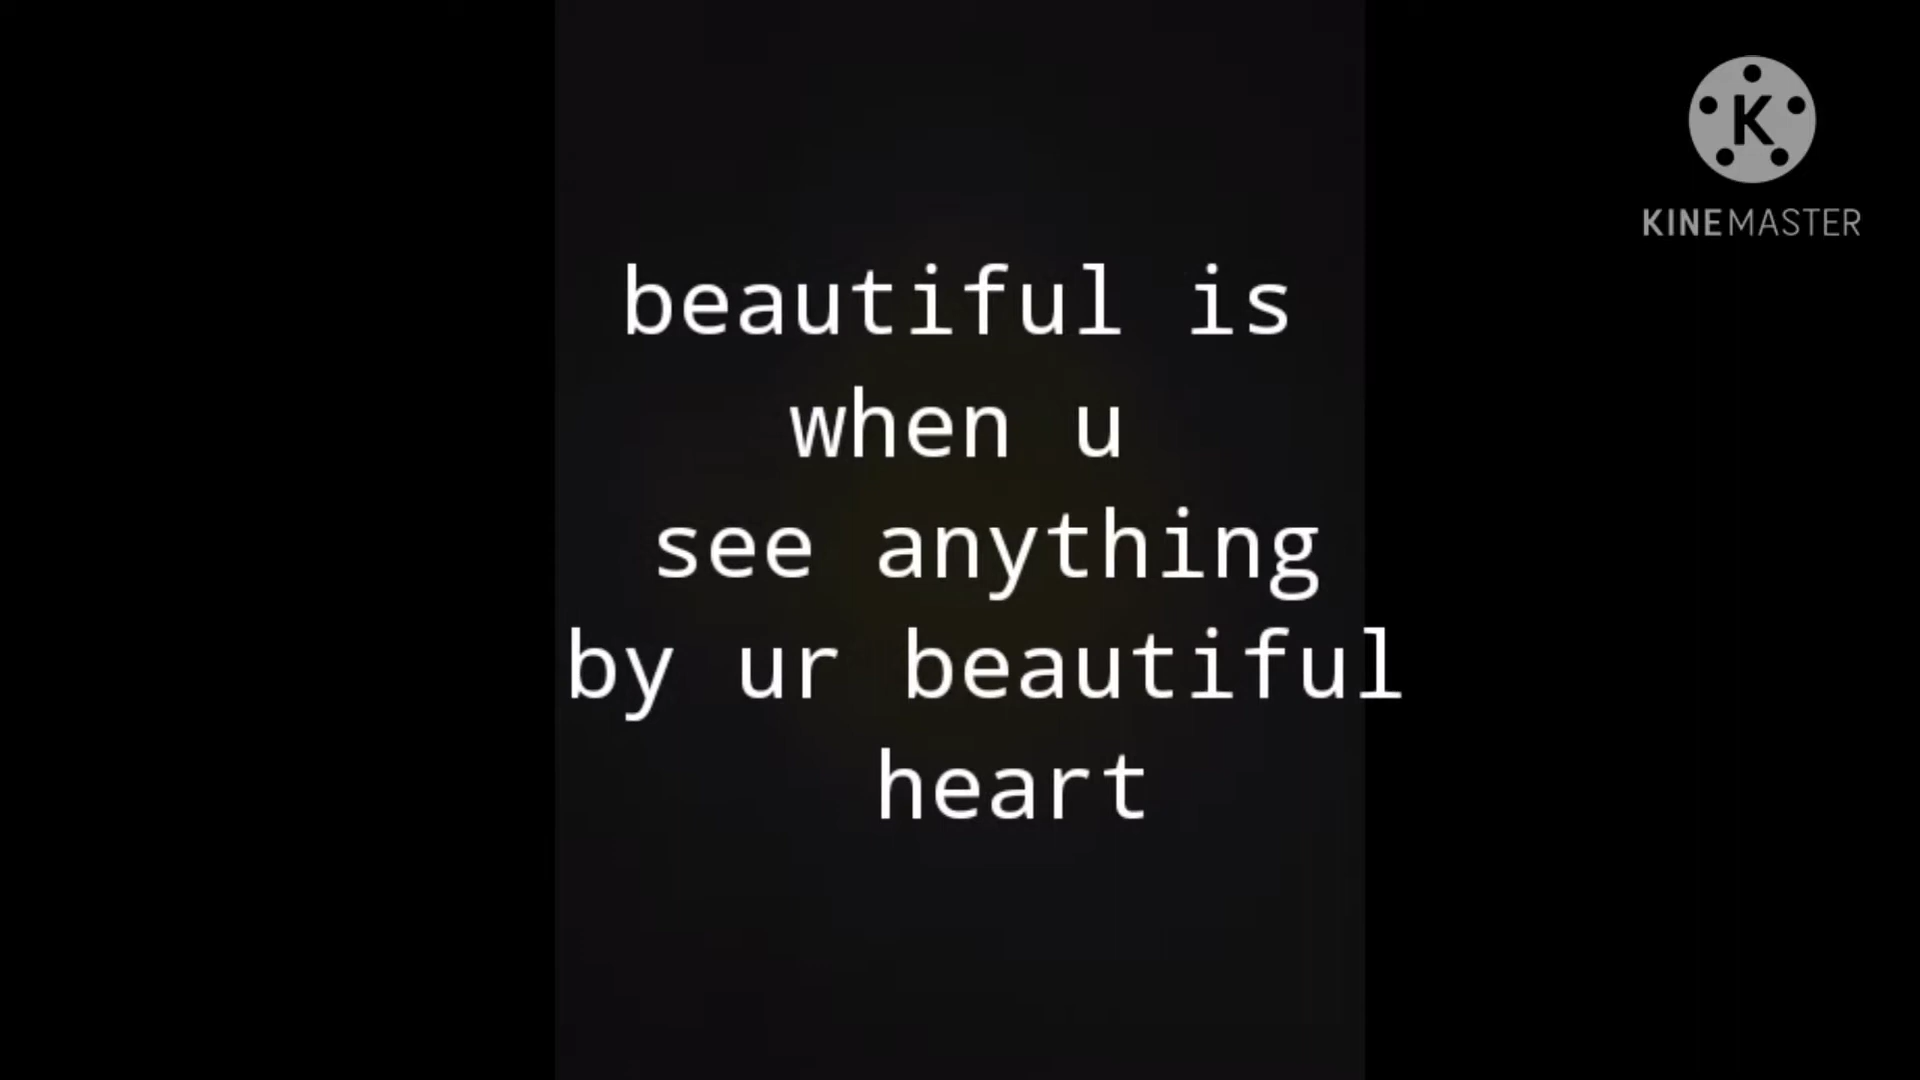 K
KINEMASTER
beautiful is
when u
see anything
by ur beautiful
heart